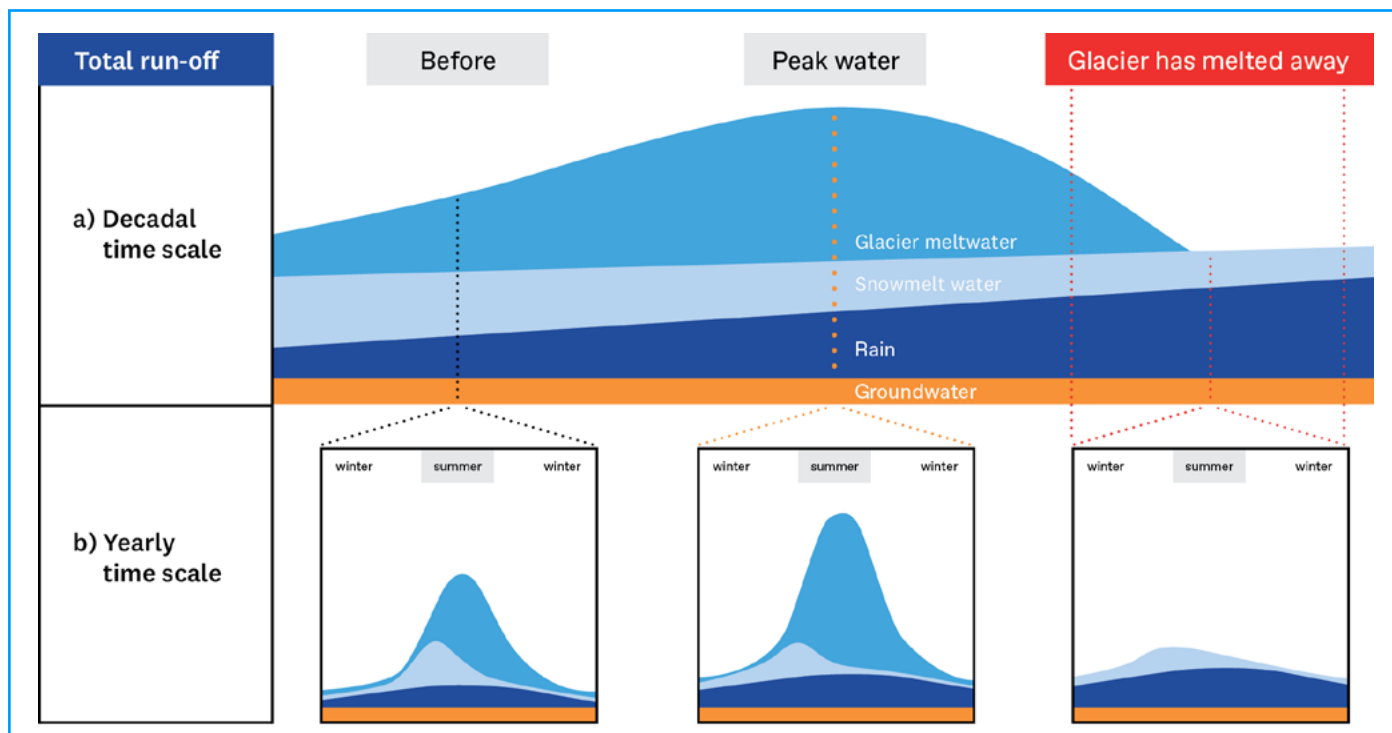 Total run-off
Before
Peak water
Glacier has melted away
a) Decadal
time scale
Glacier meltwater
Snowmelt water
Rain
Groundwater
b) Yearly
time scale
winter
summer
winter
winter
summer
winter
winter
summer
winter